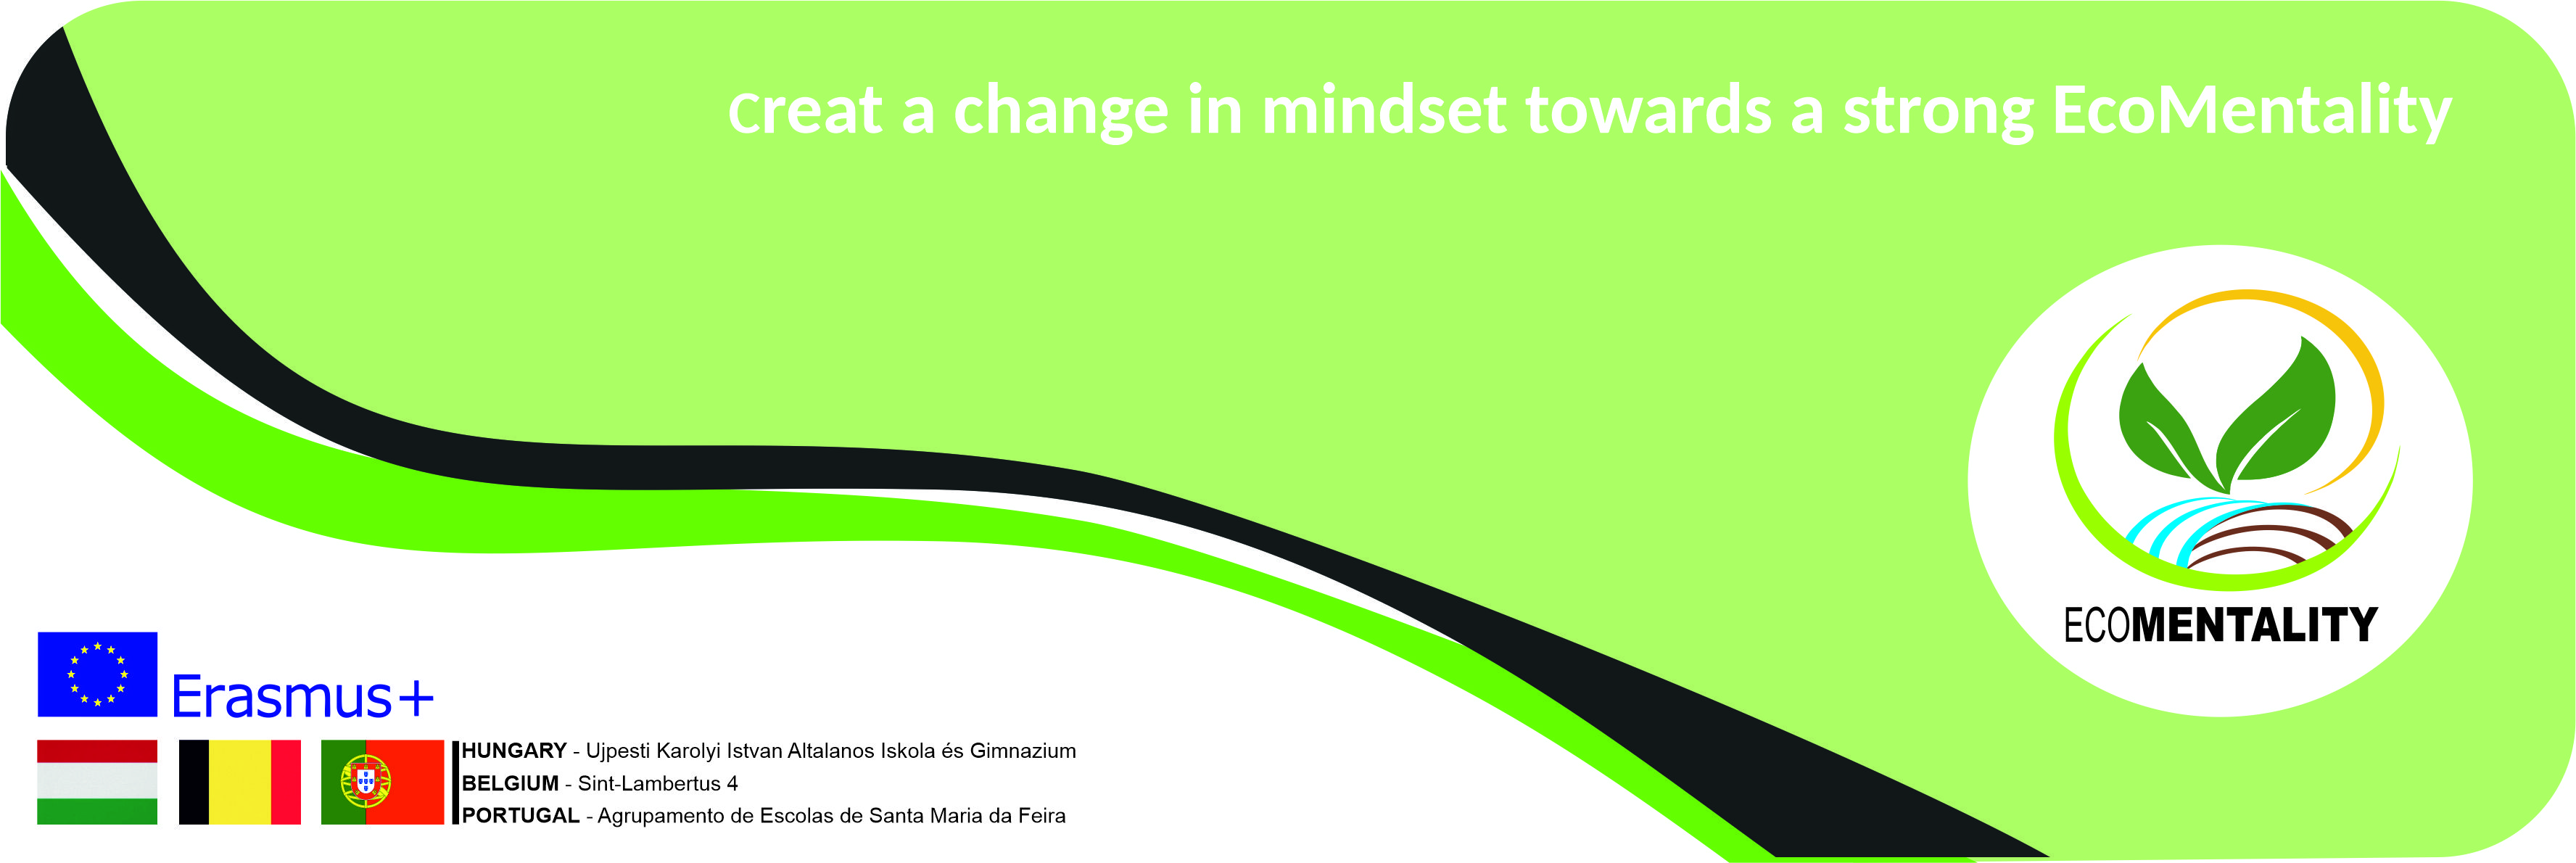 Creat a change in mindset towards a strong EcoMentality
ECOMENTALITY
Erasmus+
HUNGARY - Ujpesti Karolyi Istvan Altalanos Iskola és Gimnazium
BELGIUM - Sint-Lambertus 4
PORTUGAL - Agrupamento de Escolas de Santa Maria da Feira